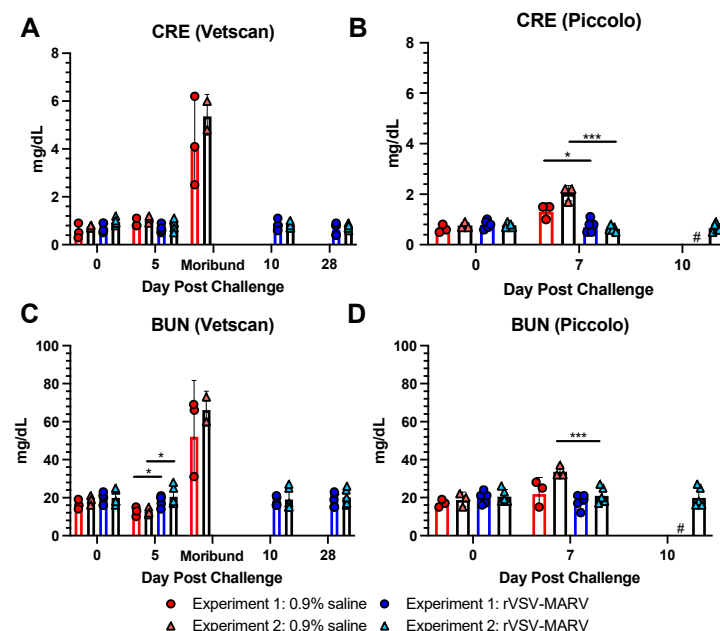 A
CRE (Vetscan)
8
6
4
2
0
mg/dL
0 5 Moribund 10 28
Day Post Challenge
B
CRE (Piccolo)
8
6
4
2
0
mg/dL
*
***
#
0 7 10
Day Post Challenge
C
BUN (Vetscan)
100
80
60
40
20
0
mg/dL
*
*
0 5 Moribund 10 28
Day Post Challenge
D
BUN (Piccolo)
100
80
60
40
20
0
mg/dL
***
#
0 7 10
Day Post Challenge
Experiment 1: 0.9% saline Experiment 1: rVSV-MARV
Experiment 2: 0.9% saline Experiment 2: rVSV-MARV